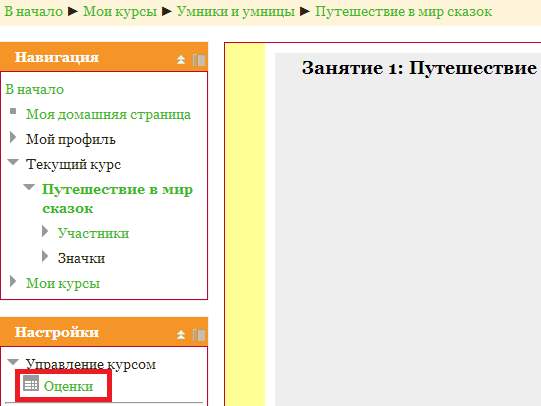 В начало ► Мои курсы ► Умники и умницы ► Путешествие в мир сказок
Навигация
В начало
Моя домашняя страница
Мой профиль
Текущий курс
Путешествие в мир
сказок
Участники
Значки
Мои курсы
Настройки
Управление курсом
Оценки
Занятие 1: Путешествие